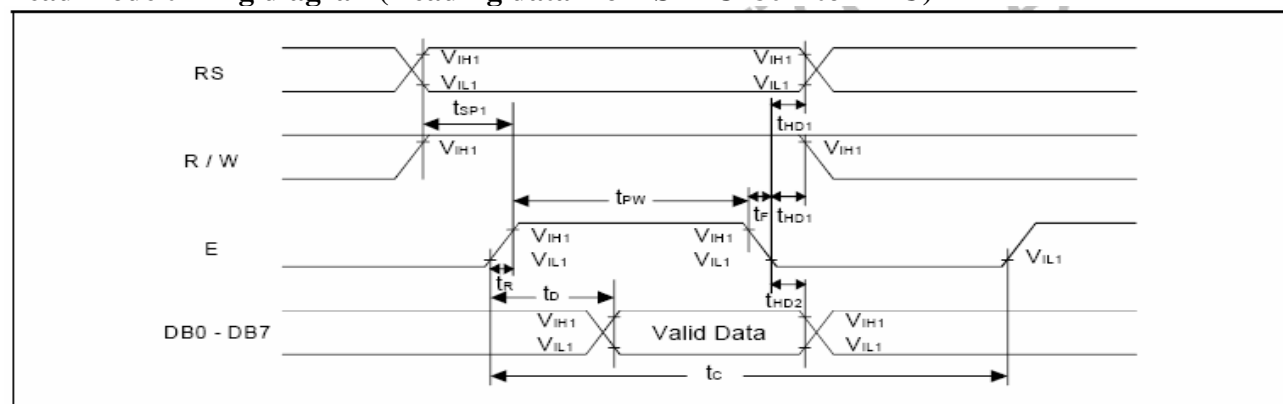 RS
VIH1
VIL1
VIH1
VIL1
tSP1
tHD1
R / W
VIH1
VIH1
tPW
tF
tHD1
E
VIH1
VIL1
VIH1
VIL1
VIL1
tR
tD
tHD2
DB0 - DB7
VIH1
VIL1
Valid Data
VIH1
VIL1
tC